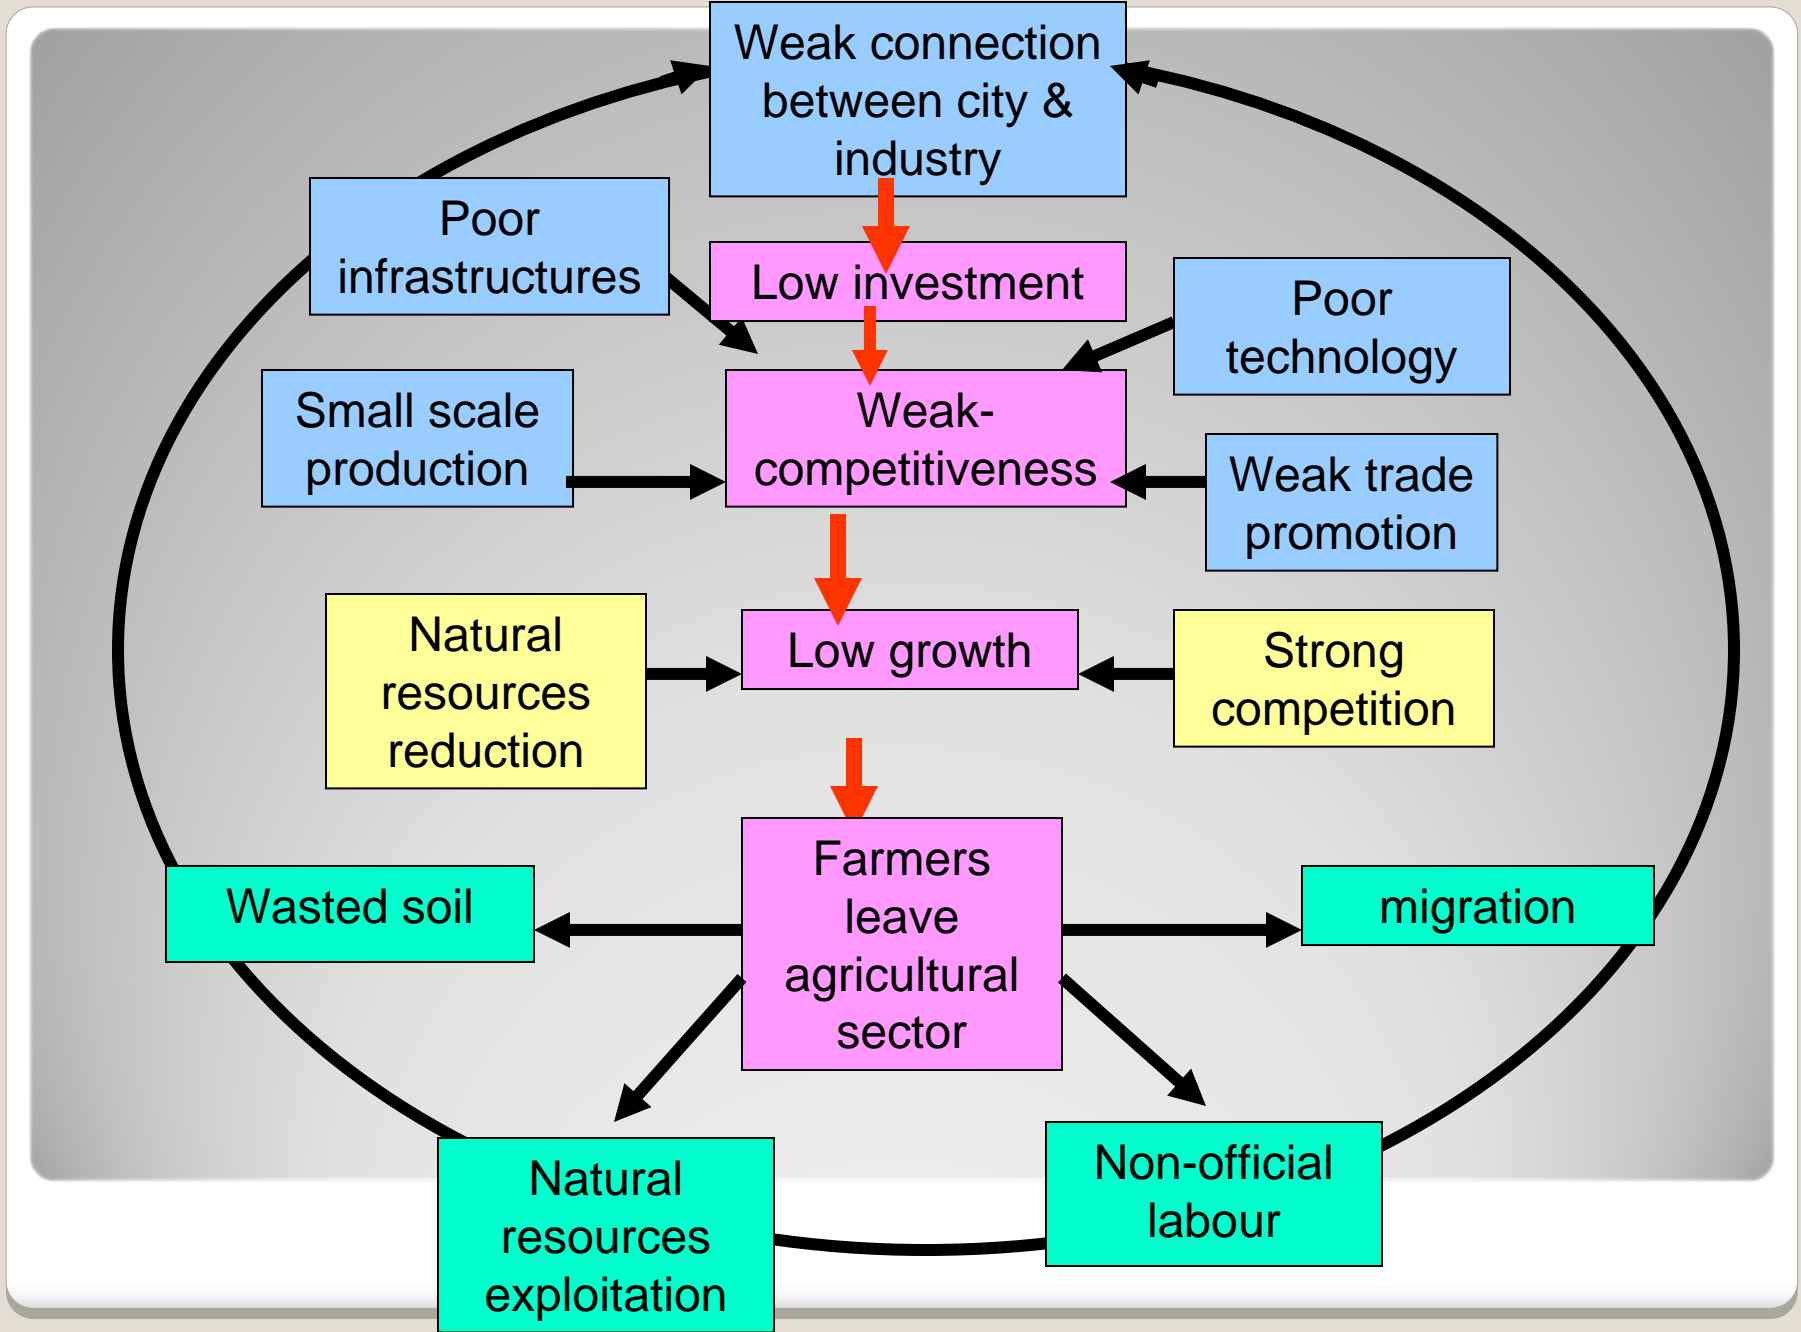 Weak connection
between city &
industry
Poor
infrastructures
Low investment
Poor
technology
Small scale
production
Weak-
competitiveness
Weak trade
promotion
Natural
resources
reduction
Low growth
Strong
competition
Wasted soil
Farmers
leave
agricultural
sector
migration
Natural
resources
exploitation
Non-official
labour